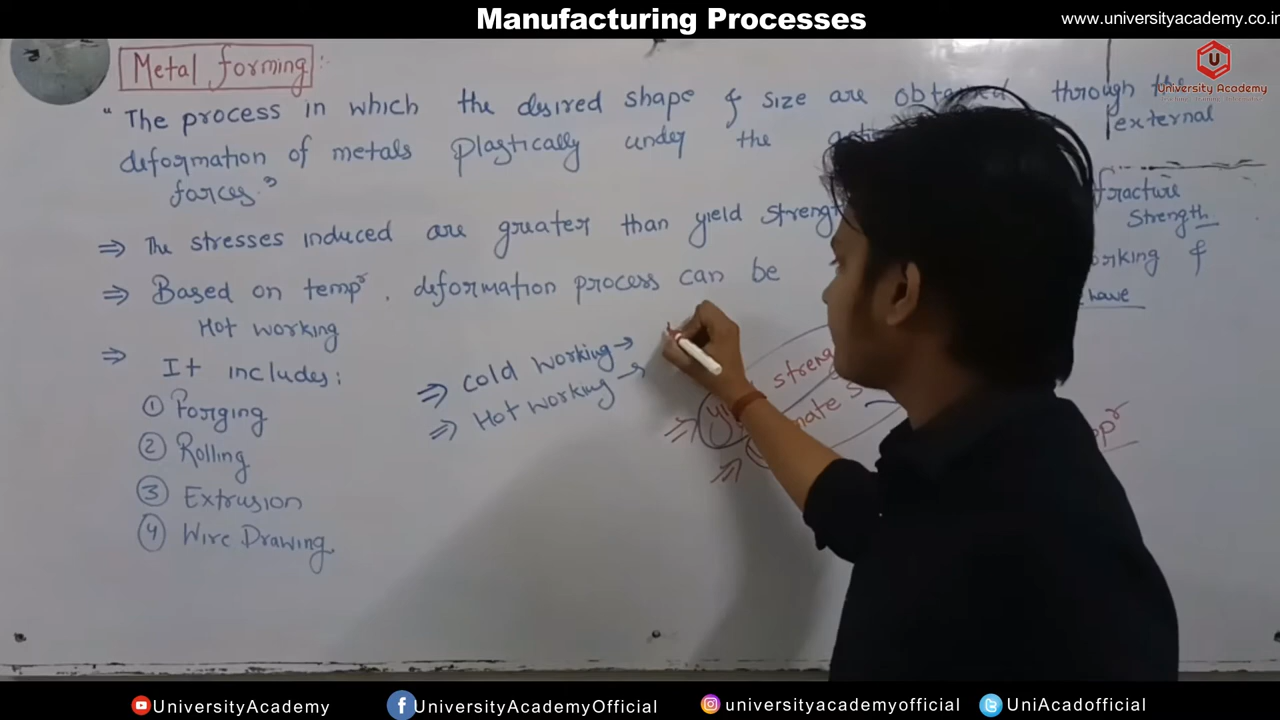 Manufacturing Processes
www.universityacademy.co.in
University Academy
Metal forming :-
" The process in which the desired shape & size are through the
deformation of metals plastically under the external
forces."
⇒ The stresses induced are greater than yield fracture
Strength
⇒ Based on tempr. deformation process can be &
Hot working have
⇒ It includes:
⇒ cold working →
⇒ Hot working →
① Forging
② Rolling
③ Extrusion
④ Wire Drawing
/UniversityAcademy
/UniversityAcademyOfficial
/universityacademyofficial
/UniAcadofficial